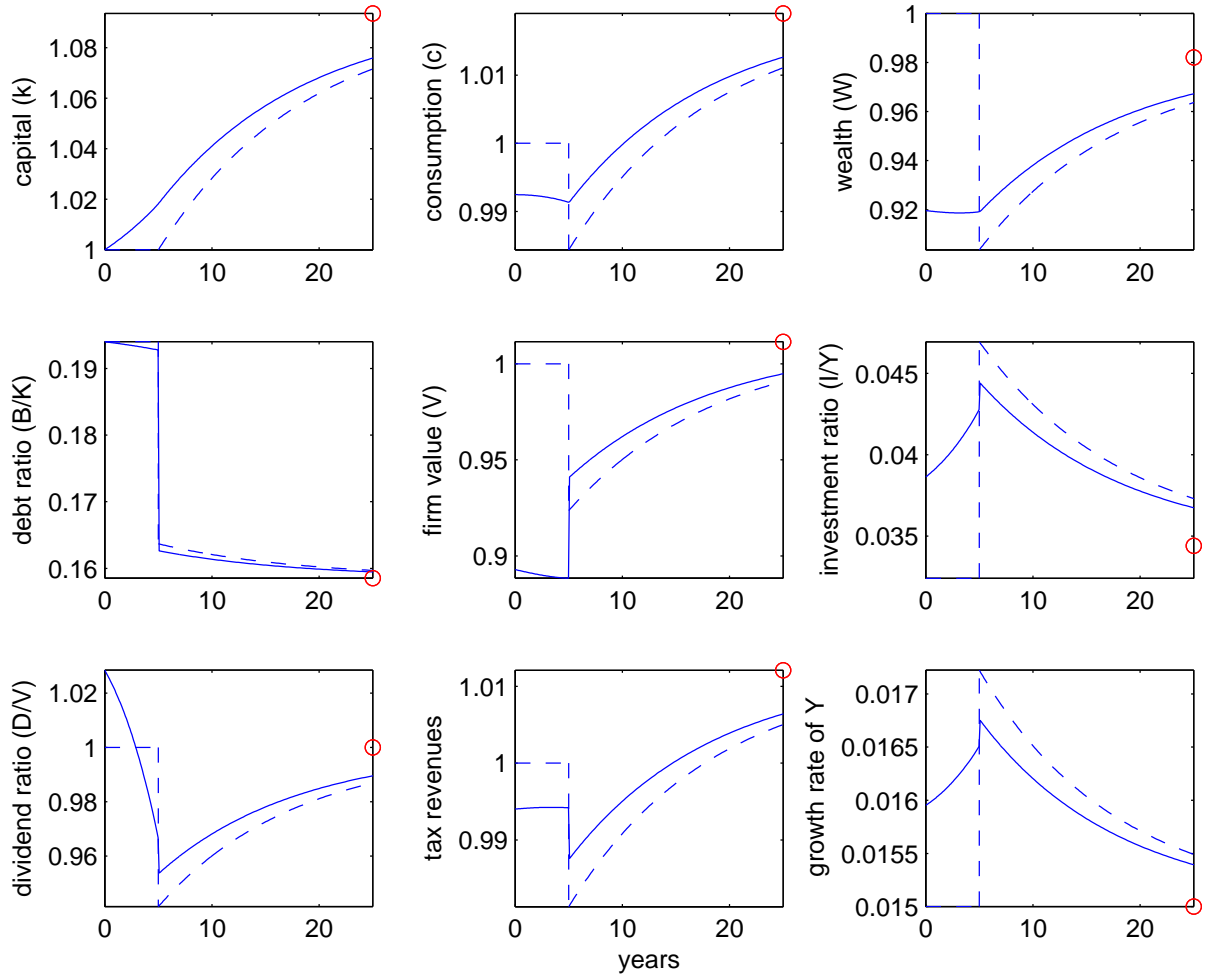 capital (k)
1.08
1.06
1.04
1.02
1
0 10 20
consumption (c)
1.01
1
0.99
0 10 20
wealth (W)
1
0.98
0.96
0.94
0.92
0 10 20
debt ratio (B/K)
0.19
0.18
0.17
0.16
0 10 20
firm value (V)
1
0.95
0.9
0 10 20
investment ratio (I/Y)
0.045
0.04
0.035
0 10 20
dividend ratio (D/V)
1.02
1
0.98
0.96
0 10 20
tax revenues
1.01
1
0.99
0 10 20
years
growth rate of Y
0.017
0.0165
0.016
0.0155
0.015
0 10 20